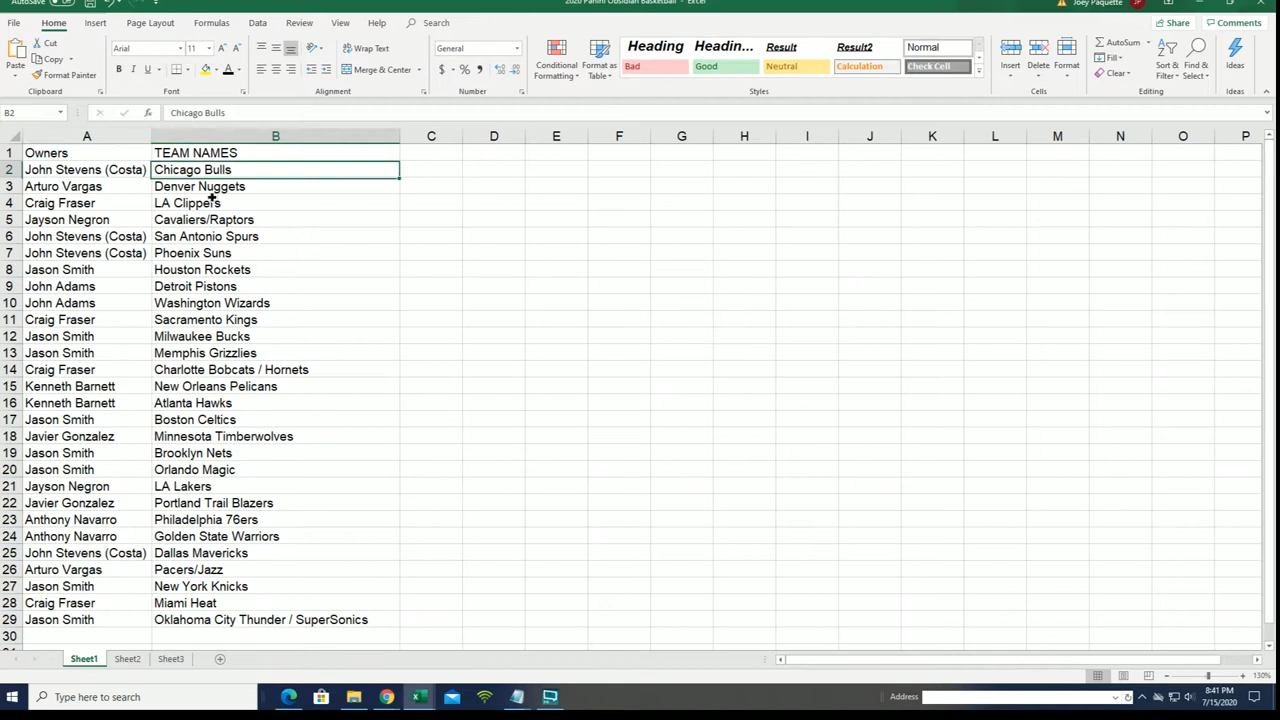 AutoSave
2020 Panini Obsidian Basketball - Excel
Joey Paquette
JP
File Home Insert Page Layout Formulas Data Review View Help Search Share Comments
Paste Cut Copy Format Painter Clipboard
Arial 11 A A B I U A Font
Wrap Text Merge & Center Alignment
General $ % Number
Conditional Formatting Format as Table
Heading Headin... Result Result2 Normal
Bad Good Neutral Calculation Check Cell
Styles
Insert Delete Format Cells
AutoSum Fill Clear Sort & Filter Find & Select Editing
Ideas Ideas
B2 fx Chicago Bulls
A B C D E F G H I J K L M N O P
1 Owners TEAM NAMES
2 John Stevens (Costa) Chicago Bulls
3 Arturo Vargas Denver Nuggets
4 Craig Fraser LA Clippers
5 Jayson Negron Cavaliers/Raptors
6 John Stevens (Costa) San Antonio Spurs
7 John Stevens (Costa) Phoenix Suns
8 Jason Smith Houston Rockets
9 John Adams Detroit Pistons
10 John Adams Washington Wizards
11 Craig Fraser Sacramento Kings
12 Jason Smith Milwaukee Bucks
13 Jason Smith Memphis Grizzlies
14 Craig Fraser Charlotte Bobcats / Hornets
15 Kenneth Barnett New Orleans Pelicans
16 Kenneth Barnett Atlanta Hawks
17 Jason Smith Boston Celtics
18 Javier Gonzalez Minnesota Timberwolves
19 Jason Smith Brooklyn Nets
20 Jason Smith Orlando Magic
21 Jayson Negron LA Lakers
22 Javier Gonzalez Portland Trail Blazers
23 Anthony Navarro Philadelphia 76ers
24 Anthony Navarro Golden State Warriors
25 John Stevens (Costa) Dallas Mavericks
26 Arturo Vargas Pacers/Jazz
27 Jason Smith New York Knicks
28 Craig Fraser Miami Heat
29 Jason Smith Oklahoma City Thunder / SuperSonics
30
Sheet1 Sheet2 Sheet3
130%
Type here to search
Address
8:41 PM
7/15/2020